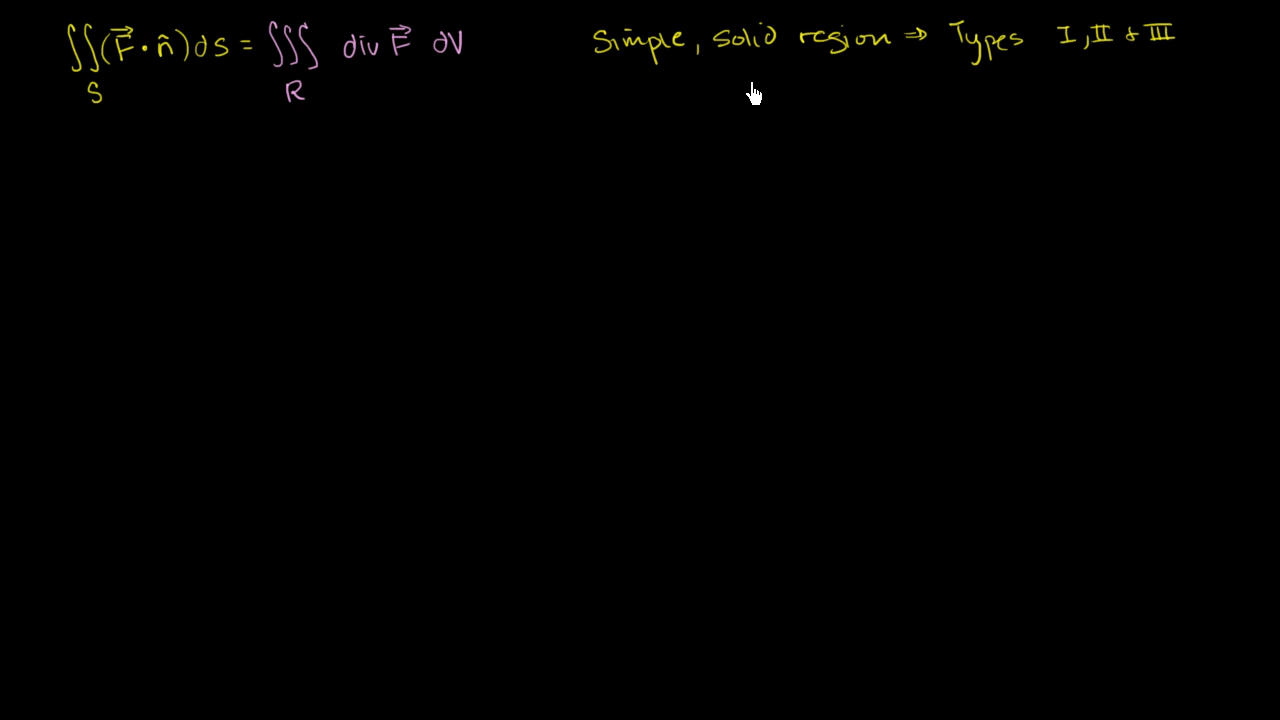 ∬(F⃗ · n̂) ds = ∭ div F⃗ dV
S R
Simple, solid region ⇒ Types I, II & III